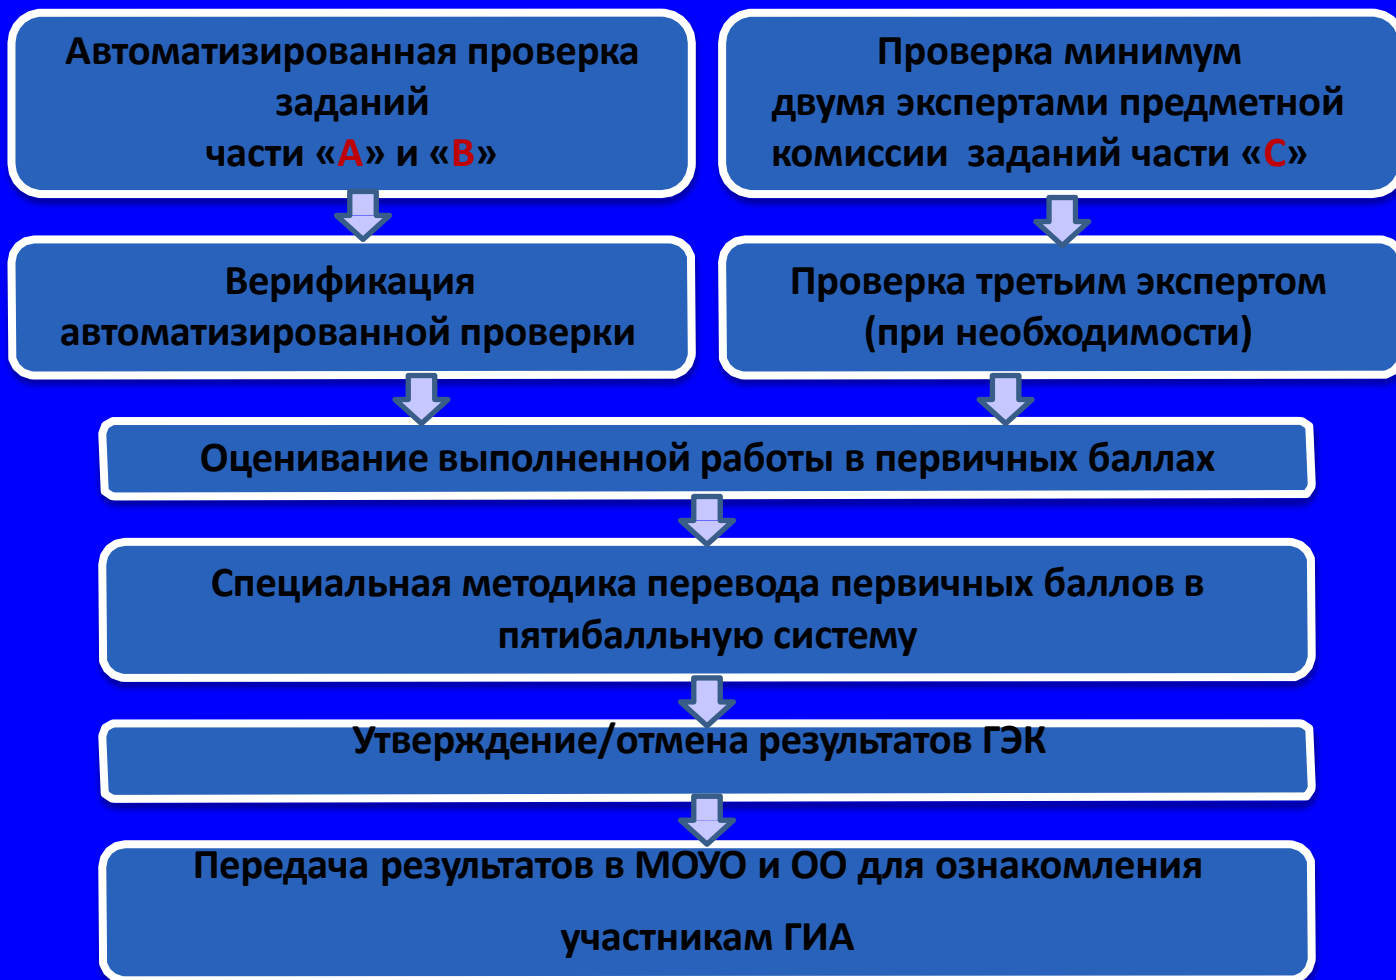 Автоматизированная проверка
заданий
части «А» и «В»
Проверка минимум
двумя экспертами предметной
комиссии заданий части «С»
Верификация
автоматизированной проверки
Проверка третьим экспертом
(при необходимости)
Оценивание выполненной работы в первичных баллах
Специальная методика перевода первичных баллов в
пятибалльную систему
Утверждение/отмена результатов ГЭК
Передача результатов в МОУО и ОО для ознакомления
участникам ГИА